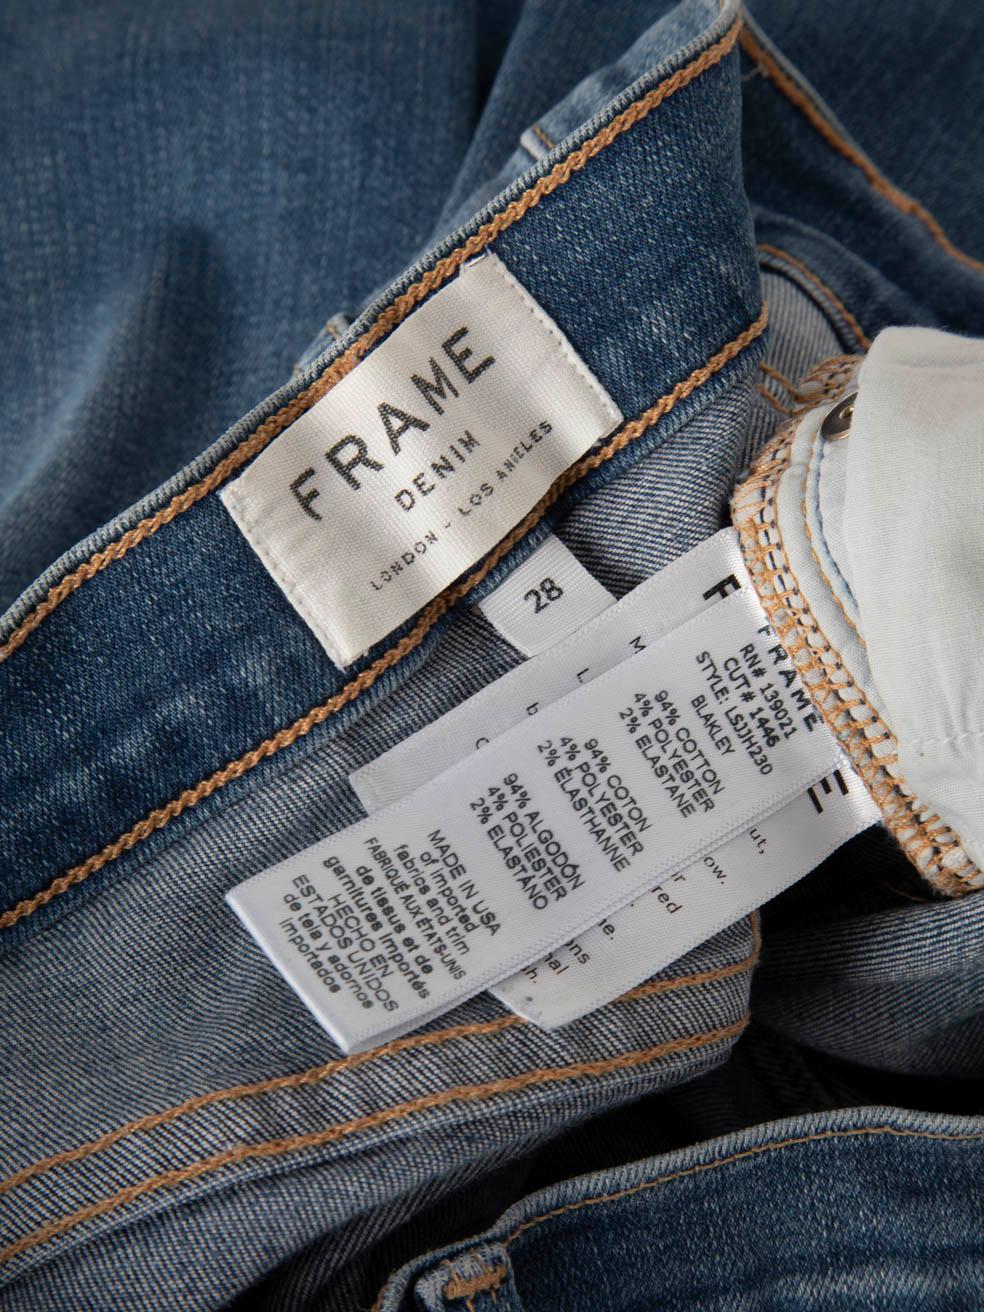 FRAME
DENIM
LONDON - LOS ANGELES
28
FRAME
RN# 139021
CUT# 1446
STYLE: LSJJH230
BLAKLEY
94% COTTON
4% POLYESTER
2% ELASTANE
94% COTON
4% POLYESTER
2% ÉLASTHANNE
94% ALGODÓN
4% POLIESTER
2% ELASTANO
MADE IN USA
of imported
fabrics and trim
FABRIQUÉ AUX ÉTATS-UNIS
de tissus et de
garnitures importés
HECHO EN
ESTADOS UNIDOS
de tela y adornos
importados